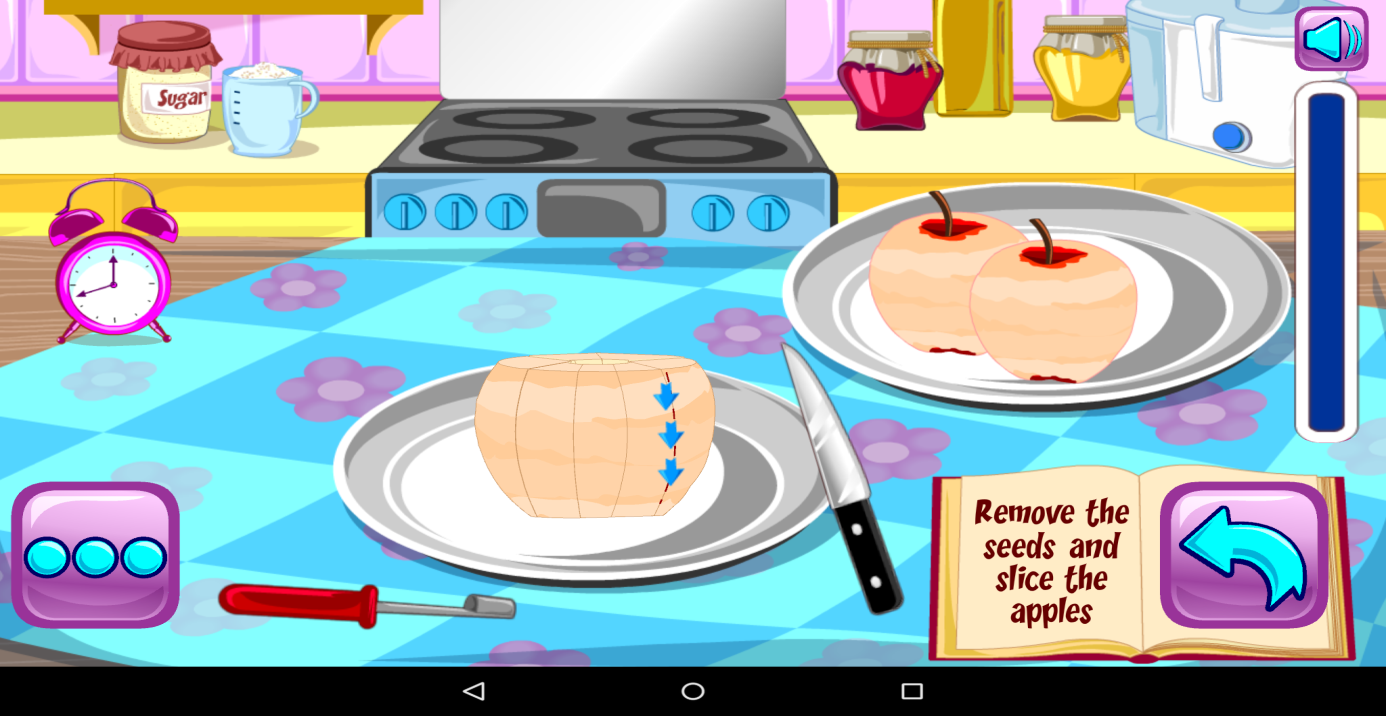 Sugar
Remove the
seeds and
slice the
apples